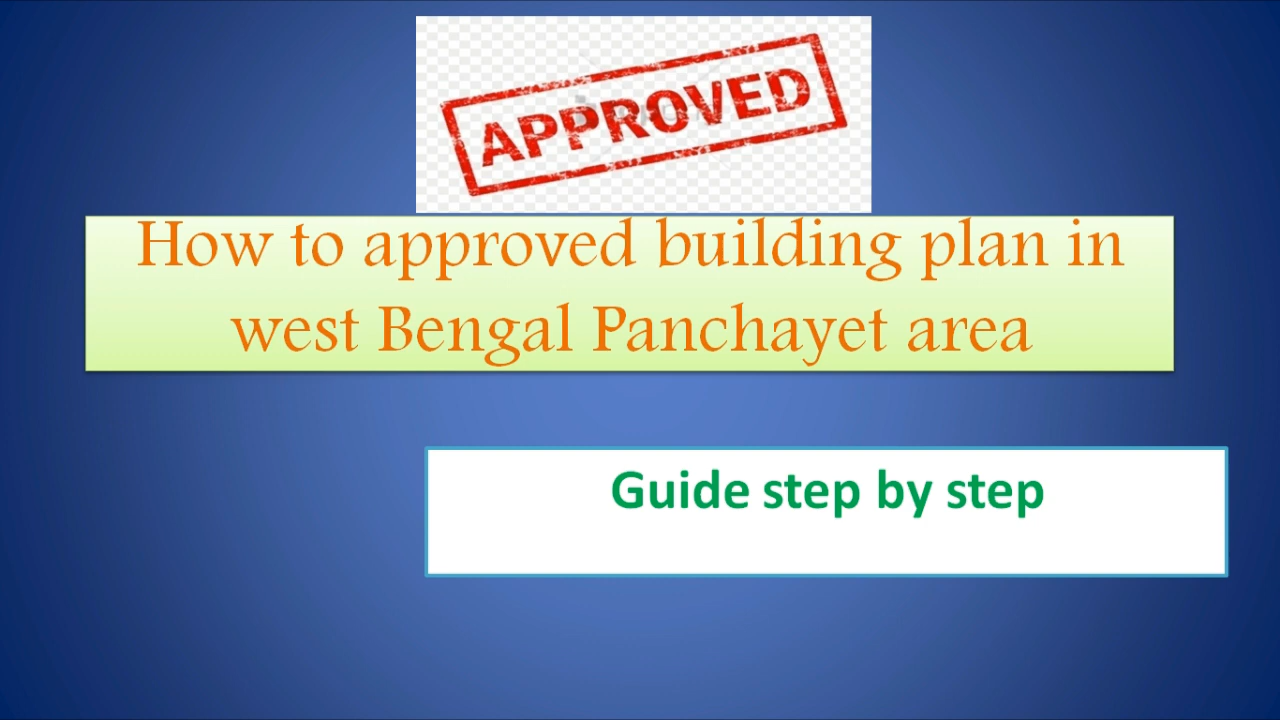 APPROVED
How to approved building plan in
west Bengal Panchayet area
Guide step by step